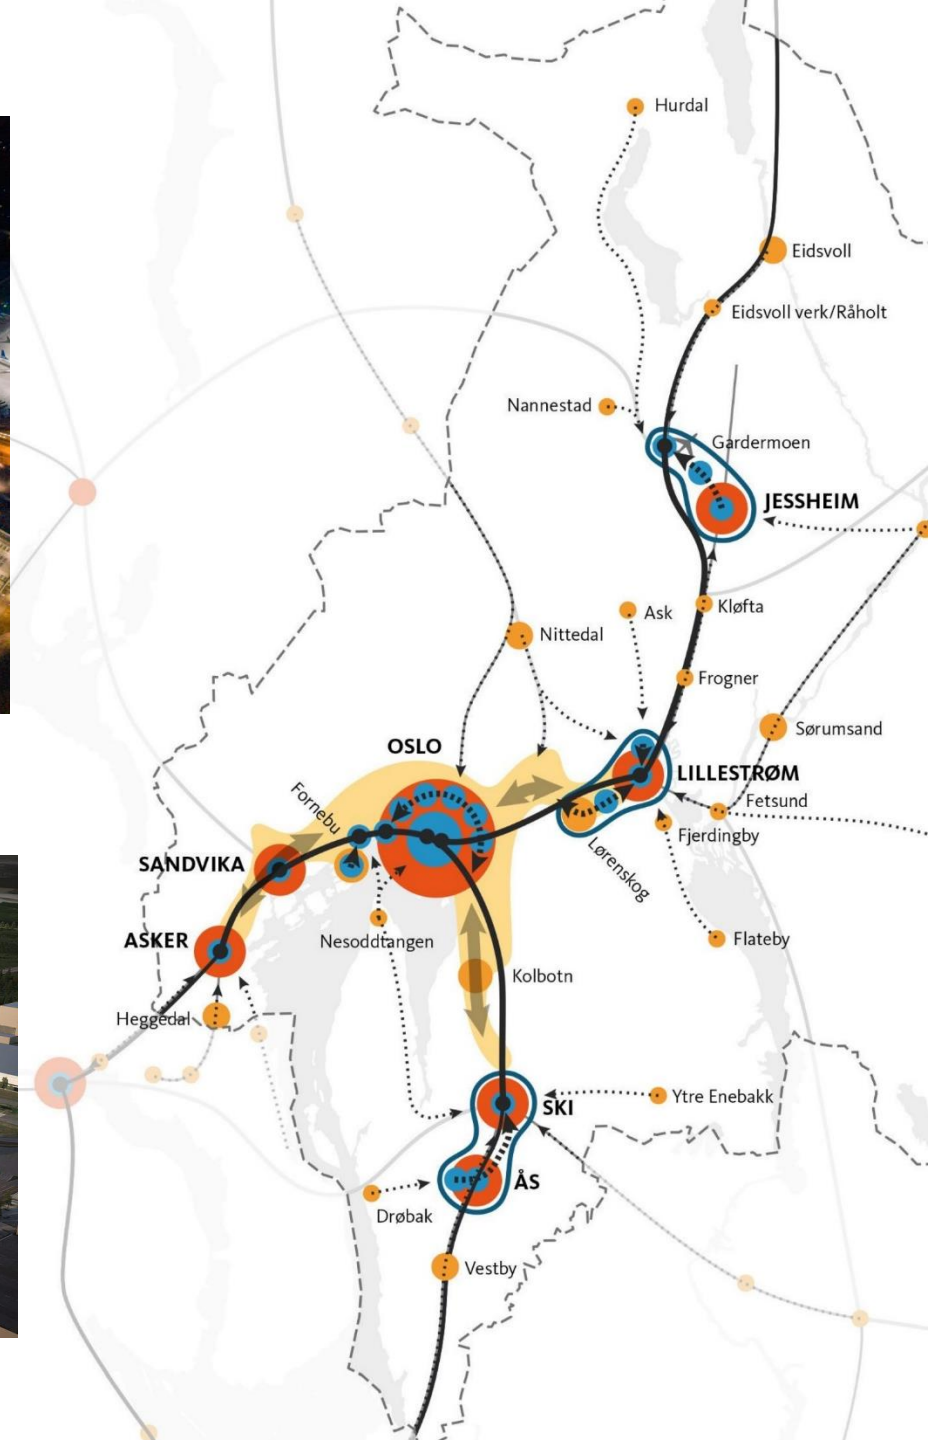 Hurdal
Eidsvoll
Eidsvoll verk/Råholt
Nannestad
Gardermoen
JESSHEIM
Kløfta
Ask
Nittedal
Frogner
Sørumsand
OSLO
LILLESTRØM
Fornebu
Fetsund
Fjerdingby
SANDVIKA
Lørenskog
ASKER
Nesoddtangen
Flateby
Kolbotn
Heggedal
Ytre Enebakk
SKI
ÅS
Drøbak
Vestby